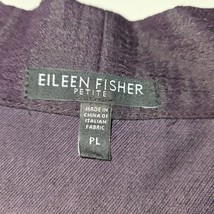 EILEEN FISHER
PETITE
MADE IN
CHINA OF
ITALIAN
FABRIC
PL